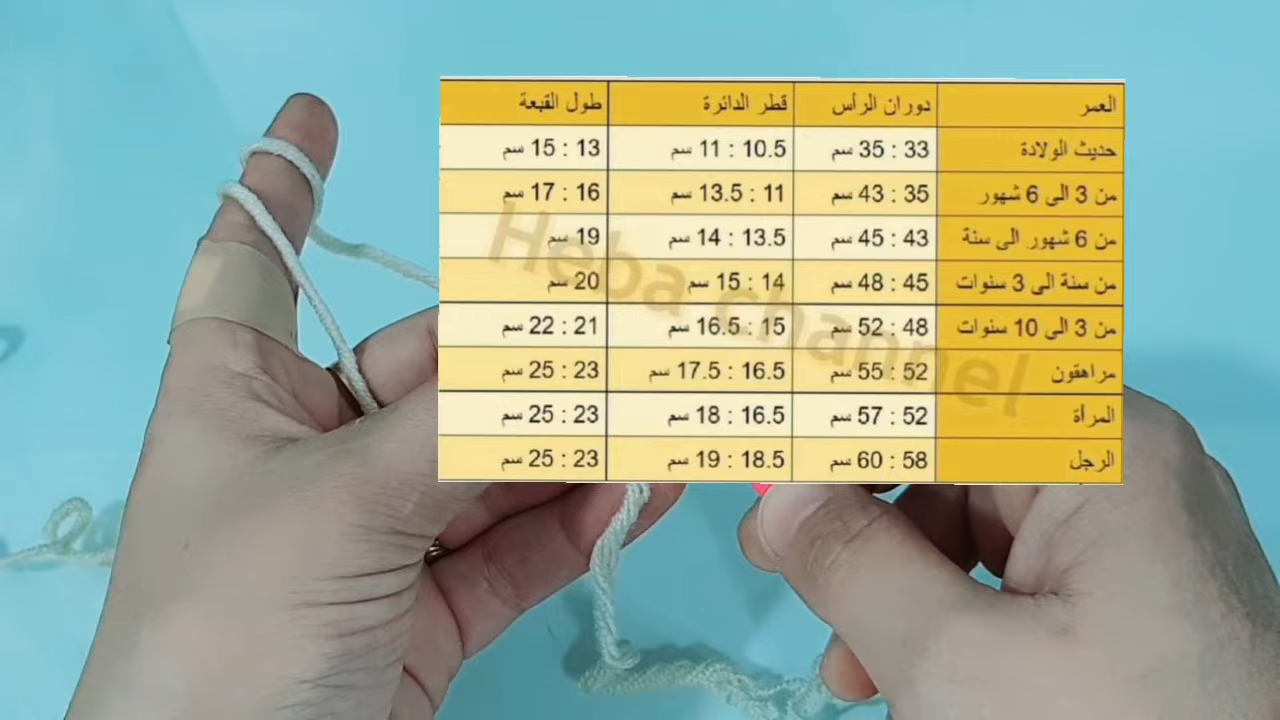 العمر دوران الرأس قطر الدائرة طول القبعة
حديث الولادة 33 : 35 سم 10.5 : 11 سم 13 : 15 سم
من 3 الى 6 شهور 35 : 43 سم 11 : 13.5 سم 16 : 17 سم
من 6 شهور الى سنة 43 : 45 سم 13.5 : 14 سم 19 سم
من سنة الى 3 سنوات 45 : 48 سم 14 : 15 سم 20 سم
من 3 الى 10 سنوات 48 : 52 سم 15 : 16.5 سم 21 : 22 سم
مراهقون 52 : 55 سم 16.5 : 17.5 سم 23 : 25 سم
المرأة 52 : 57 سم 16.5 : 18 سم 23 : 25 سم
الرجل 58 : 60 سم 18.5 : 19 سم 23 : 25 سم
Heba channel